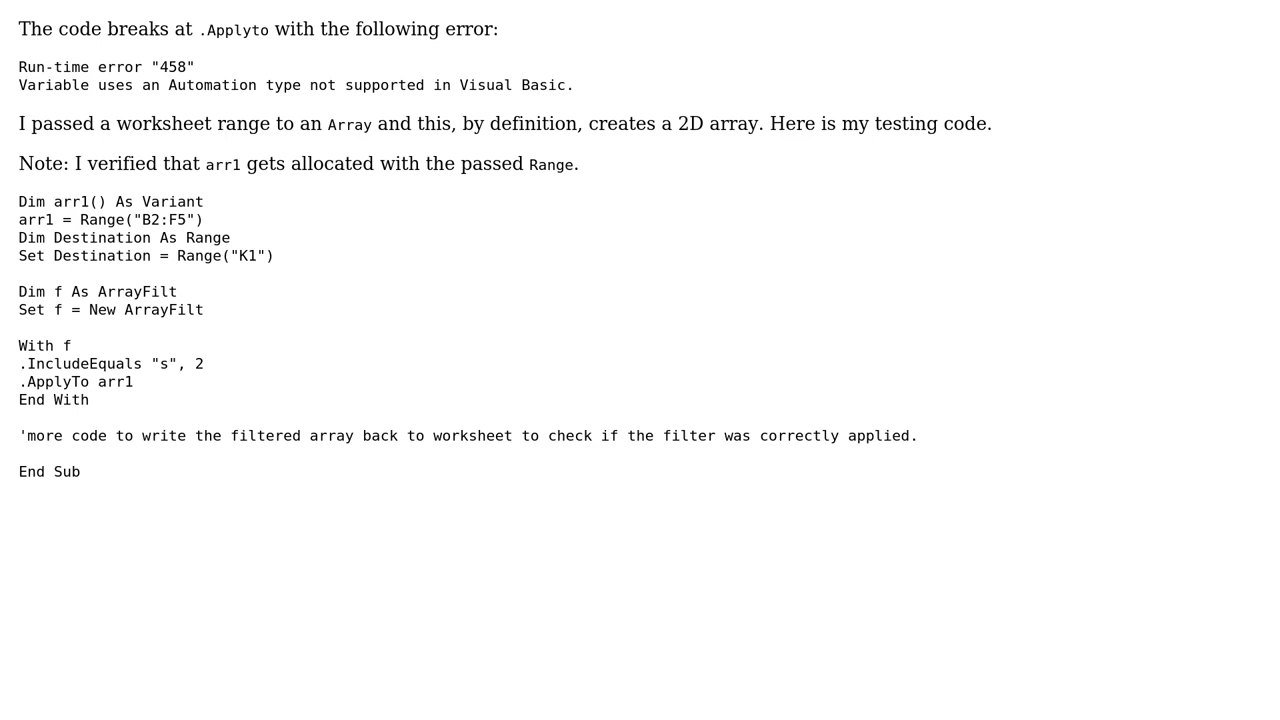 The code breaks at .Applyto with the following error:
Run-time error "458"
Variable uses an Automation type not supported in Visual Basic.
I passed a worksheet range to an Array and this, by definition, creates a 2D array. Here is my testing code.
Note: I verified that arr1 gets allocated with the passed Range.
Dim arr1() As Variant
arr1 = Range("B2:F5")
Dim Destination As Range
Set Destination = Range("K1")
Dim f As ArrayFilt
Set f = New ArrayFilt
With f
.IncludeEquals "s", 2
.ApplyTo arr1
End With
'more code to write the filtered array back to worksheet to check if the filter was correctly applied.
End Sub